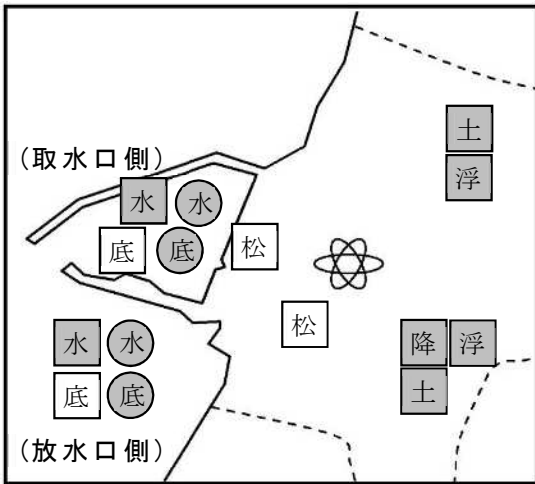 土
浮
(取水口側)
水 水
底 底
松
松
水 水
底 底
降 浮
土
(放水口側)